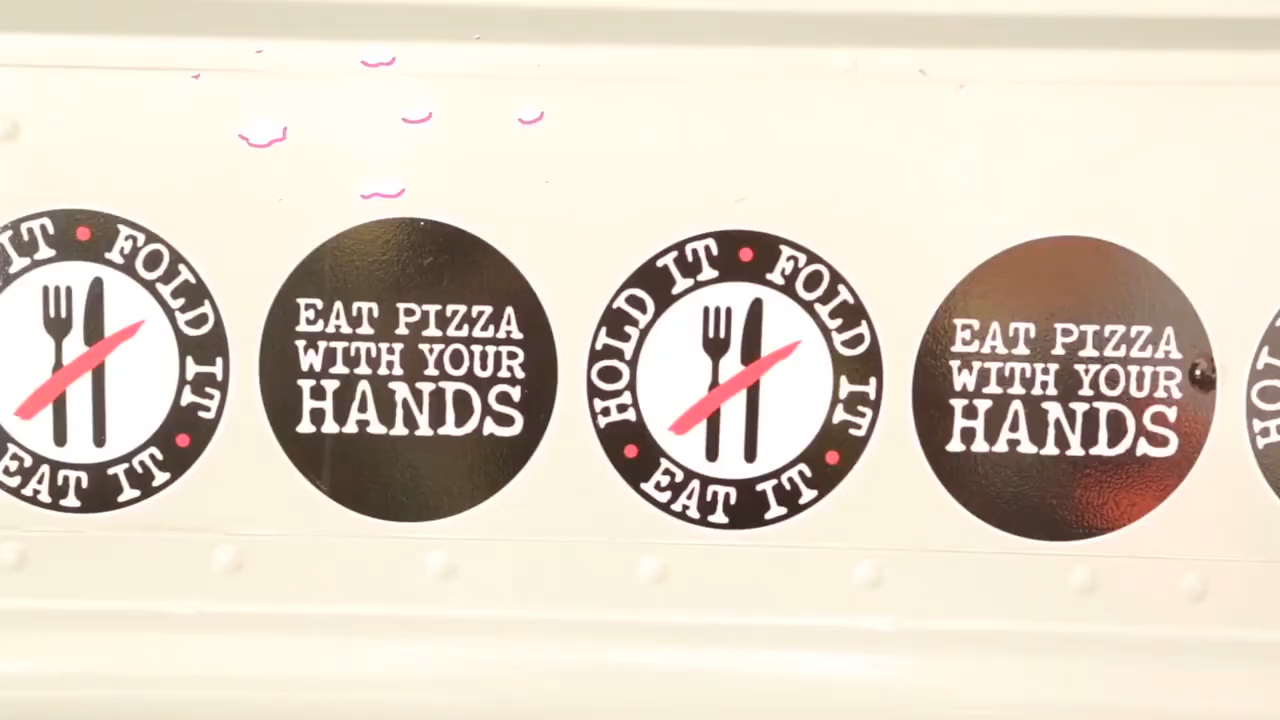 IT • FOLD IT •
EAT IT
EAT PIZZA
WITH YOUR
HANDS
HOLD IT • FOLD IT •
EAT IT •
EAT PIZZA
WITH YOUR
HANDS
HOL